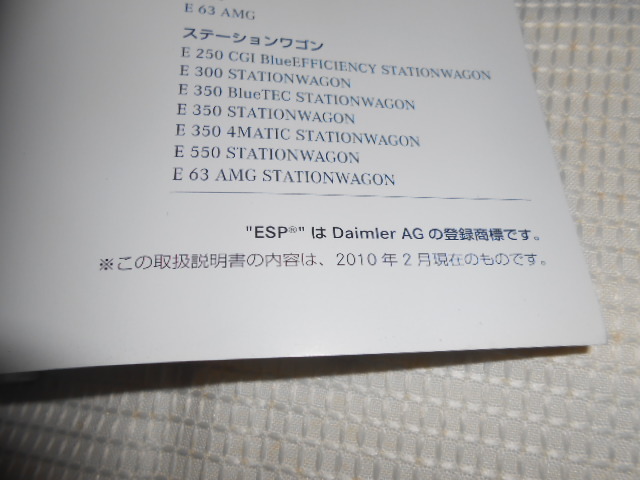 E 63 AMG
ステーションワゴン
E 250 CGI BlueEFFICIENCY STATIONWAGON
E 300 STATIONWAGON
E 350 BlueTEC STATIONWAGON
E 350 STATIONWAGON
E 350 4MATIC STATIONWAGON
E 550 STATIONWAGON
E 63 AMG STATIONWAGON
"ESP®" は Daimler AG の登録商標です。
※この取扱説明書の内容は、2010 年 2 月現在のものです。